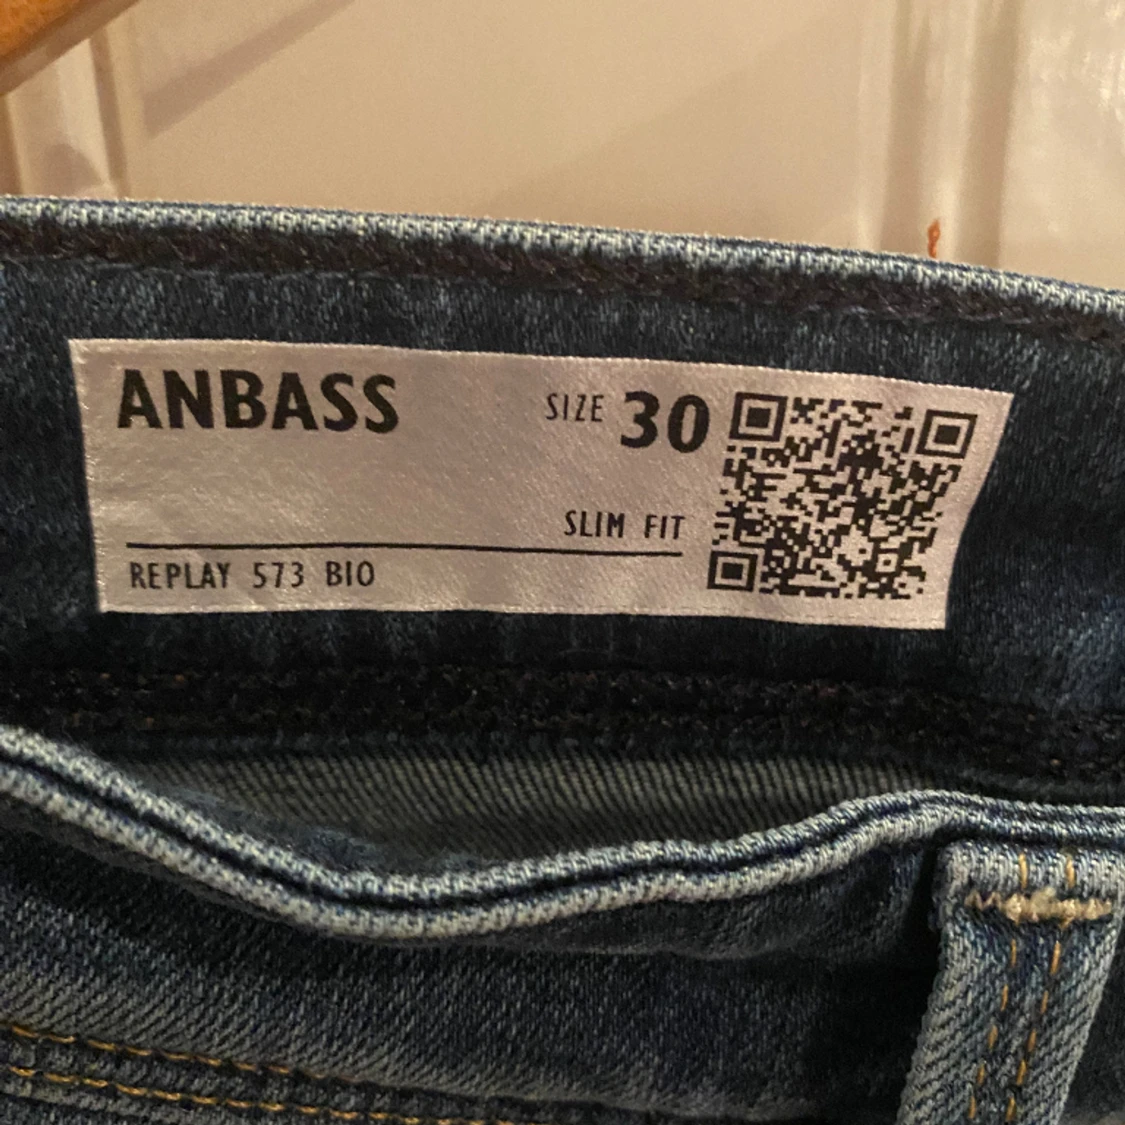 ANBASS SIZE 30
SLIM FIT
REPLAY 573 BIO